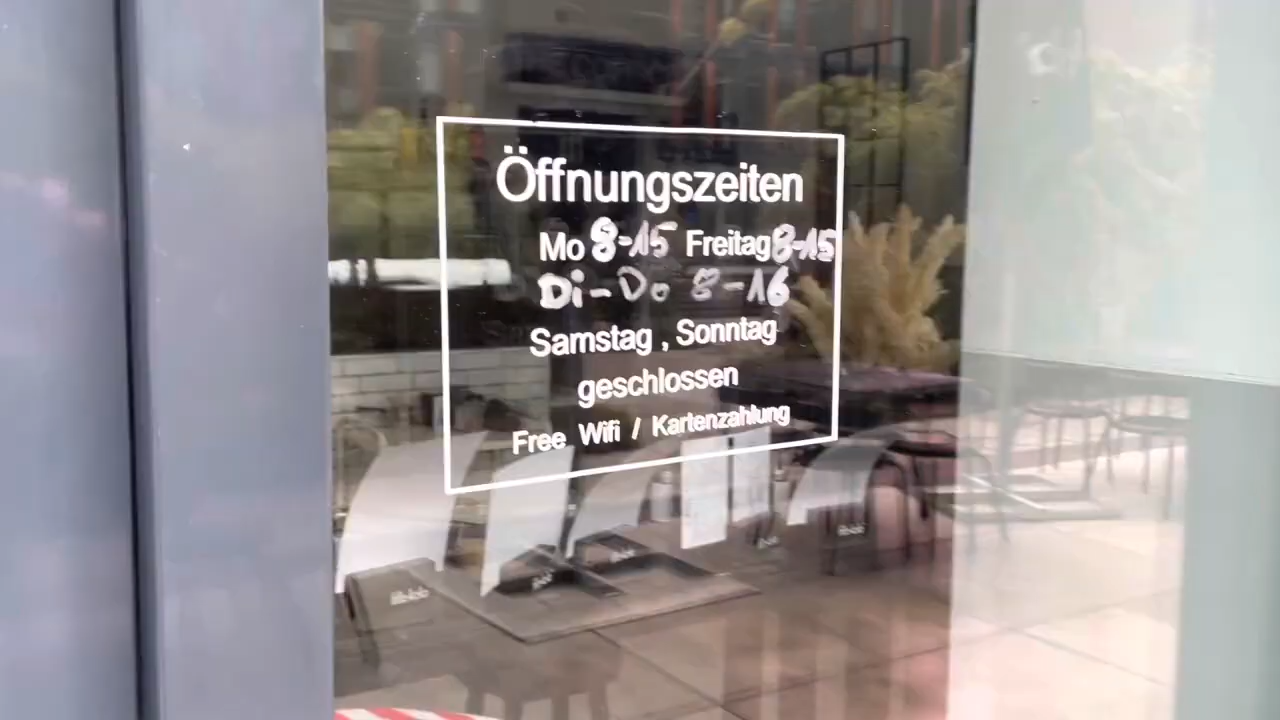 Öffnungszeiten
Mo 8-15 Freitag 8-15
Di-Do 8-16
Samstag , Sonntag
geschlossen
Free Wifi / Kartenzahlung